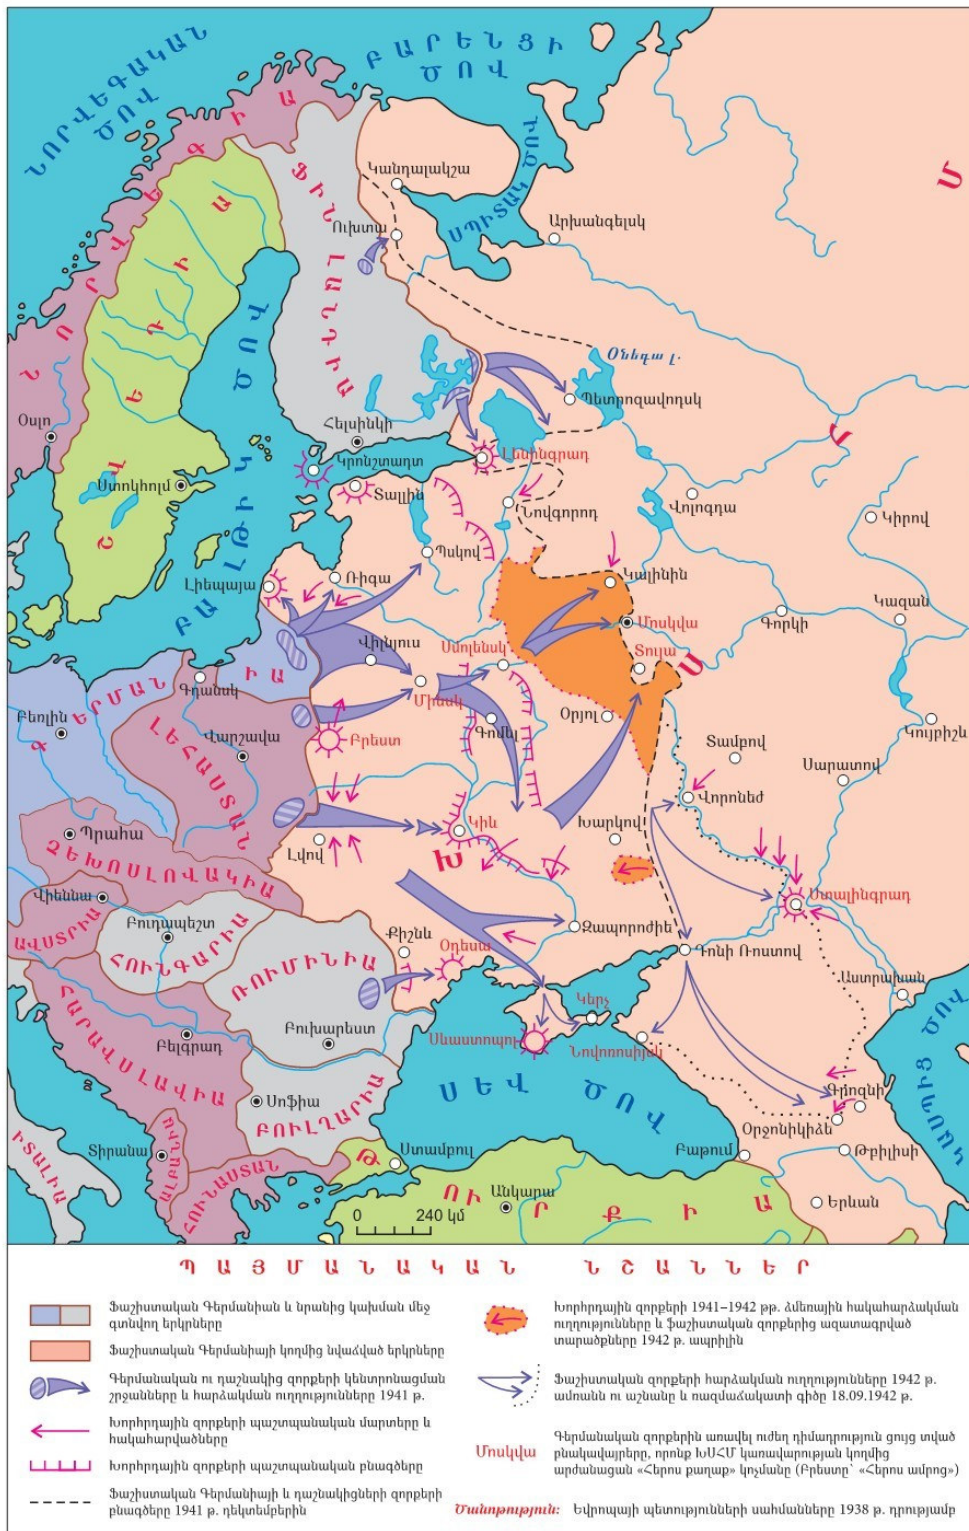 ՆՈՐՎԵԳԱԿԱՆ
ԾՈՎ
ԲԱՐԵՆՑԻ
ԾՈՎ
ՍՊԻՏԱԿ ԾՈՎ
ՆՈՐՎԵԳԻԱ
ՇՎԵԴԻԱ
ՖԻՆԼԱՆԴԻԱ
ԲԱԼԹԻԿ ԾՈՎ
Կանդալակշա
Ուխտա
Արխանգելսկ
Օնեգա լ.
Պետրոզավոդսկ
Օսլո
Հելսինկի
Կրոնշտադտ
Լենինգրադ
Ստոկհոլմ
Տալլին
Նովգորոդ
Վոլոգդա
Կիրով
Պսկով
Կալինին
Լիեպայա
Ռիգա
Մոսկվա
Գորկի
Կազան
Վիլնյուս
Սմոլենսկ
Տուլա
Խ Ս Հ Մ
Գդանսկ
Մինսկ
ԳԵՐՄԱՆԻԱ
Բեռլին
Գոմել
Օրյոլ
Կույբիշև
Բրեստ
Վարշավա
ԼԵՀԱՍՏԱՆ
Տամբով
Սարատով
Վորոնեժ
Պրահա
ՉԵԽՈՍԼՈՎԱԿԻԱ
Լվով
Կիև
Խարկով
Ստալինգրադ
Վիեննա
ԱՎՍՏՐԻԱ
Բուդապեշտ
ՀՈՒՆԳԱՐԻԱ
Քիշնև
Օդեսա
Զապորոժիե
Դոնի Ռոստով
Աստրախան
ՌՈՒՄԻՆԻԱ
Բուխարեստ
Կերչ
Սևաստոպոլ
Նովոռոսիյսկ
ՀԱՐԱՎՍԼԱՎԻԱ
Բելգրադ
ՍԵՎ ԾՈՎ
ԿԱՍՊԻՑ ԾՈՎ
Գրոզնի
Օրջոնիկիձե
Սոֆիա
ԲՈՒԼՂԱՐԻԱ
ԻՏԱԼԻԱ
Տիրանա
ՀՈՒՆԱՍՏԱՆ
Ստամբուլ
Բաթում
Թբիլիսի
ԹՈՒՐՔԻԱ
Անկարա
Երևան
0 240 կմ
ՊԱՅՄԱՆԱԿԱՆ ՆՇԱՆՆԵՐ
Ֆաշիստական Գերմանիան և նրանից կախման մեջ
գտնվող երկրները
Ֆաշիստական Գերմանիայի կողմից նվաճված երկրները
Գերմանական ու դաշնակից զորքերի կենտրոնացման
շրջանները և հարձակման ուղղությունները 1941 թ.
Խորհրդային զորքերի պաշտպանական մարտերը և
հակահարվածները
Խորհրդային զորքերի պաշտպանական բնագծերը
Ֆաշիստական Գերմանիայի և դաշնակիցների զորքերի
բնագծերը 1941 թ. դեկտեմբերին
Խորհրդային զորքերի 1941–1942 թթ. ձմեռային հակահարձակման
ուղղությունները և ֆաշիստական զորքերից ազատագրված
տարածքները 1942 թ. ապրիլին
Ֆաշիստական զորքերի հարձակման ուղղությունները 1942 թ.
ամռանն ու աշնանը և ռազմաճակատի գիծը 18.09.1942 թ.
Մոսկվա
Գերմանական զորքերին առավել ուժեղ դիմադրություն ցույց տված
բնակավայրերը, որոնք ԽՍՀՄ կառավարության կողմից
արժանացան «Հերոս քաղաք» կոչմանը (Բրեստը՝ «Հերոս ամրոց»)
Ծանոթություն: Եվրոպայի պետությունների սահմանները 1938 թ. դրությամբ